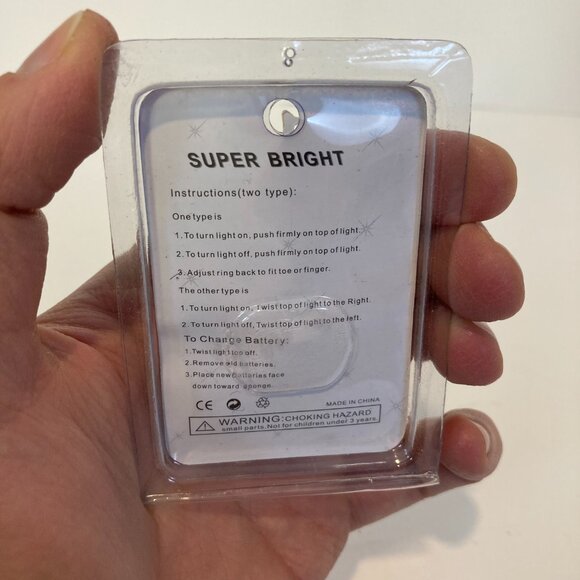 8
SUPER BRIGHT
Instructions(two type):
One type is
1. To turn light on, push firmly on top of light.
2. To turn light off, push firmly on top of light.
3. Adjust ring back to fit toe or finger.
The other type is
1. To turn light on, Twist top of light to the Right.
2. To turn light off, Twist top of light to the left.
To Change Battery:
1. Twist light top off.
2. Remove old batteries.
3. Place new batteries face
down toward sponge.
CE
MADE IN CHINA
WARNING:CHOKING HAZARD
small parts. Not for children under 3 years.